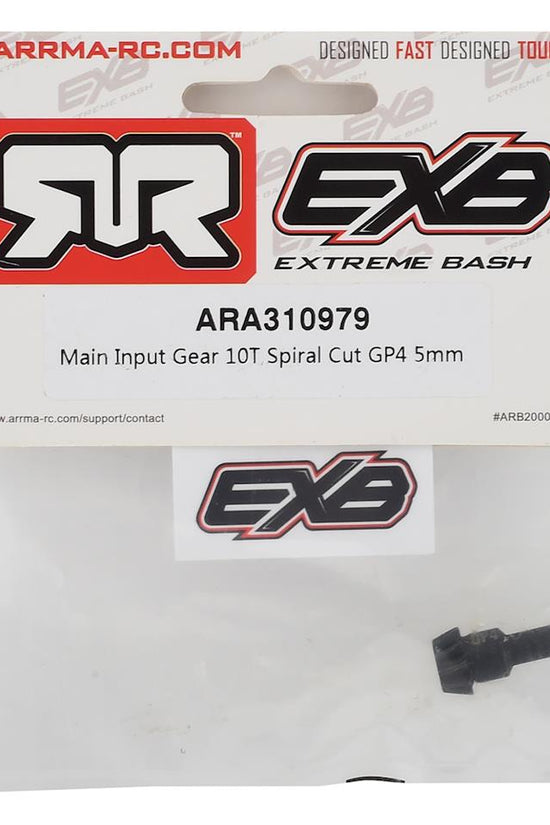 ARRMA-RC.COM
DESIGNED FAST DESIGNED TOU
EXB
EXTREME BASH
ARA310979
Main Input Gear 10T Spiral Cut GP4 5mm
w.arrma-rc.com/support/contact
#ARB2000
EXB